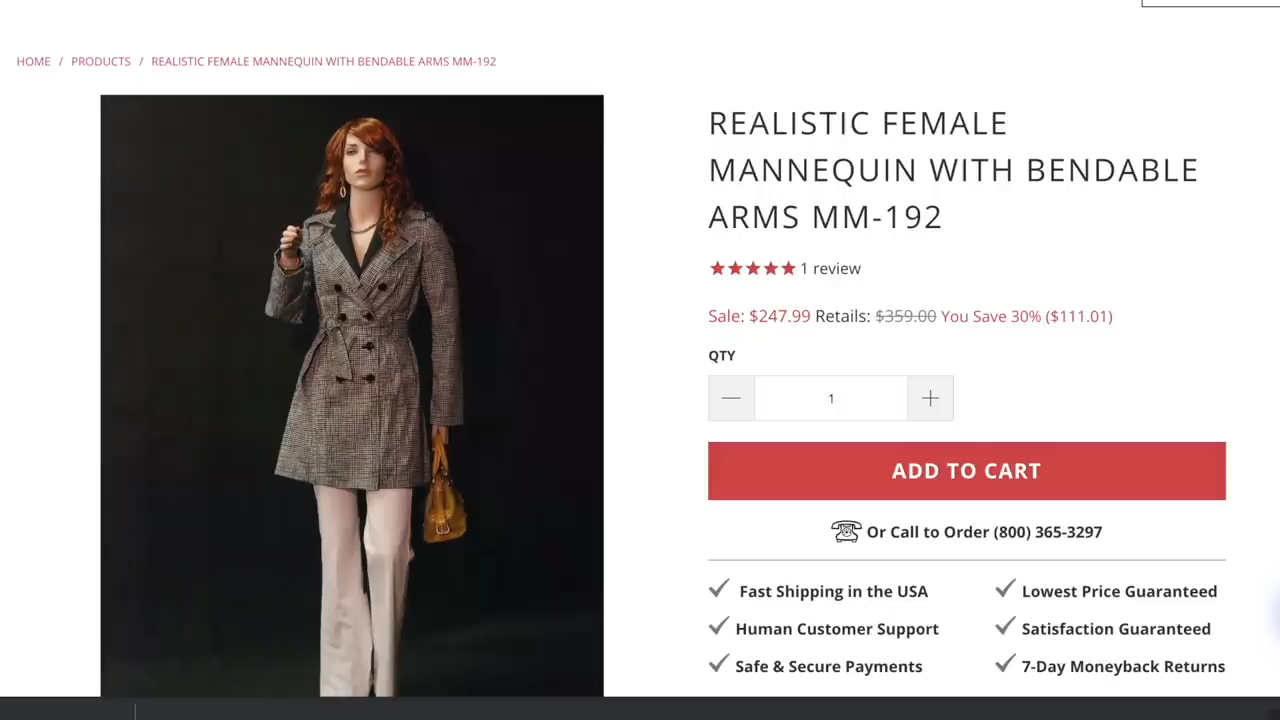 HOME / PRODUCTS / REALISTIC FEMALE MANNEQUIN WITH BENDABLE ARMS MM-192
REALISTIC FEMALE
MANNEQUIN WITH BENDABLE
ARMS MM-192
1 review
Sale: $247.99 Retails: $359.00 You Save 30% ($111.01)
QTY
1
ADD TO CART
Or Call to Order (800) 365-3297
Fast Shipping in the USA
Lowest Price Guaranteed
Human Customer Support
Satisfaction Guaranteed
Safe & Secure Payments
7-Day Moneyback Returns